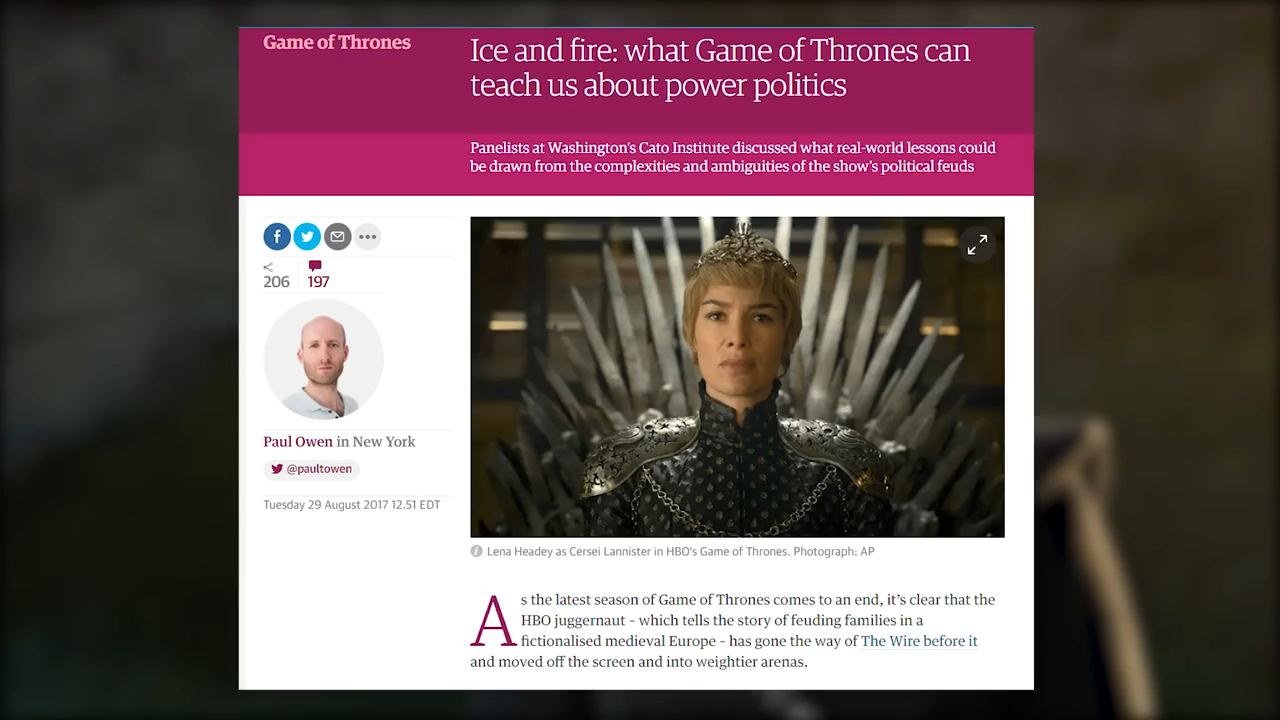 Game of Thrones
Ice and fire: what Game of Thrones can
teach us about power politics
Panelists at Washington's Cato Institute discussed what real-world lessons could
be drawn from the complexities and ambiguities of the show's political feuds
206
197
Paul Owen in New York
@paultowen
Tuesday 29 August 2017 12.51 EDT
Lena Headey as Cersei Lannister in HBO's Game of Thrones. Photograph: AP
As the latest season of Game of Thrones comes to an end, it's clear that the
HBO juggernaut – which tells the story of feuding families in a
fictionalised medieval Europe – has gone the way of The Wire before it
and moved off the screen and into weightier arenas.